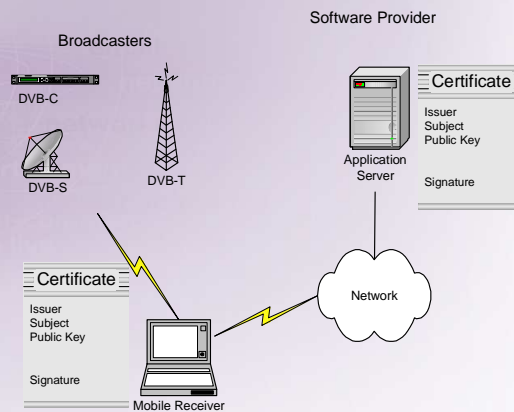 Software Provider
Broadcasters
DVB-C
DVB-S
DVB-T
Application
Server
Certificate
Issuer
Subject
Public Key
Signature
Network
Certificate
Issuer
Subject
Public Key
Signature
Mobile Receiver